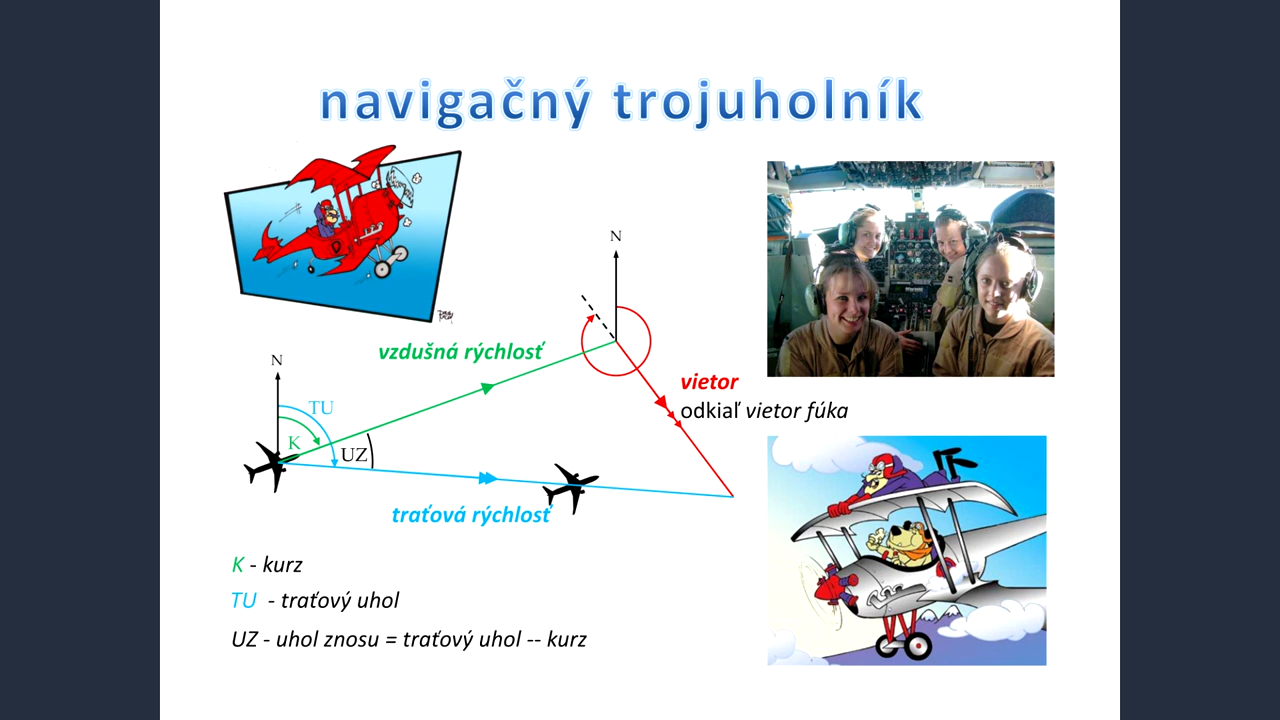 navigačný trojuholník
N
vzdušná rýchlosť
vietor
odkiaľ vietor fúka
N
TU
K
UZ
traťová rýchlosť
K - kurz
TU - traťový uhol
UZ - uhol znosu = traťový uhol -- kurz